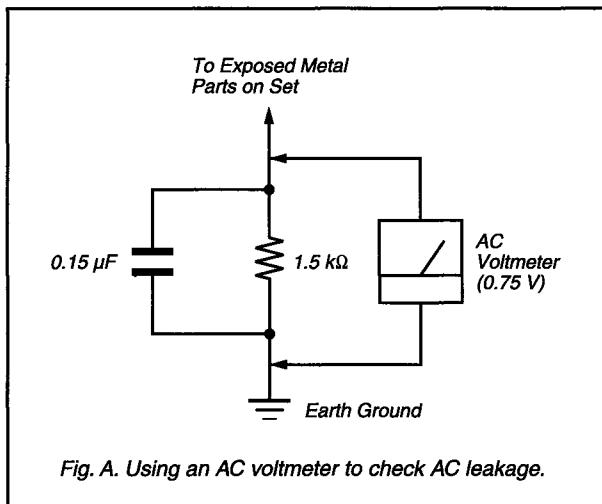 To Exposed Metal
Parts on Set
0.15 µF
1.5 kΩ
AC
Voltmeter
(0.75 V)
Earth Ground
Fig. A. Using an AC voltmeter to check AC leakage.